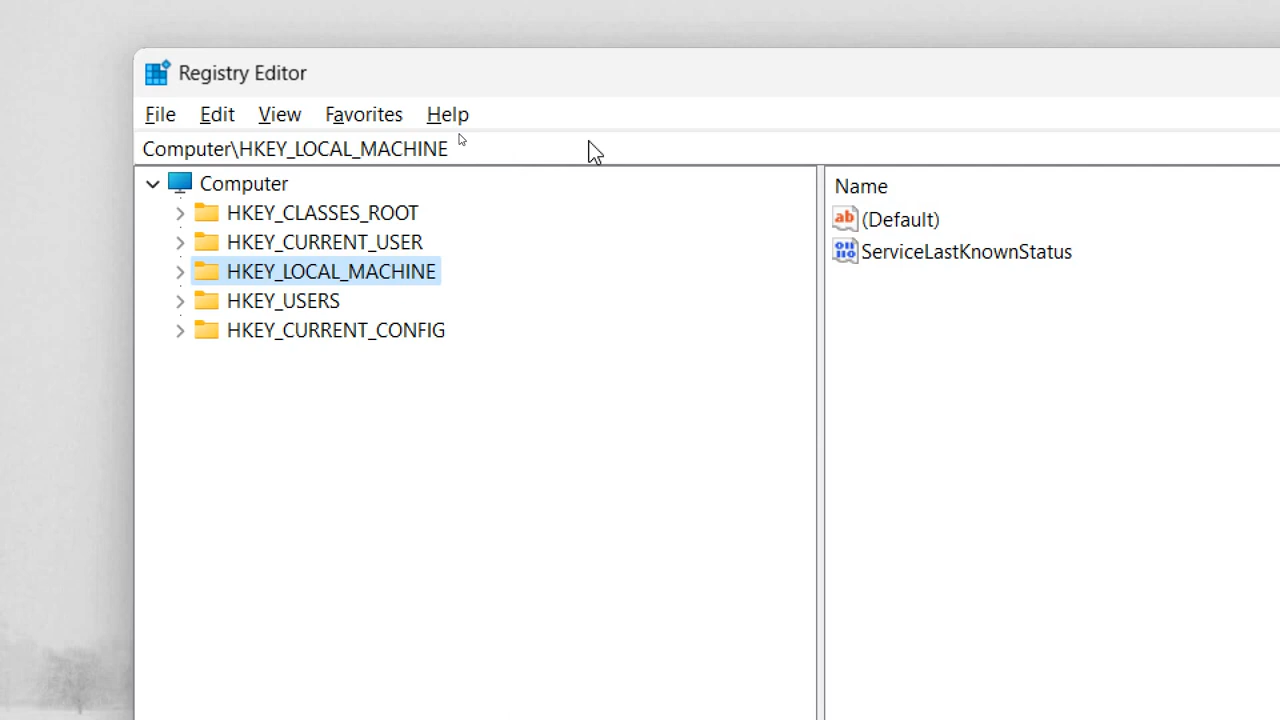 Registry Editor
File Edit View Favorites Help
Computer\HKEY_LOCAL_MACHINE
Computer
HKEY_CLASSES_ROOT
HKEY_CURRENT_USER
HKEY_LOCAL_MACHINE
HKEY_USERS
HKEY_CURRENT_CONFIG
Name
(Default)
ServiceLastKnownStatus